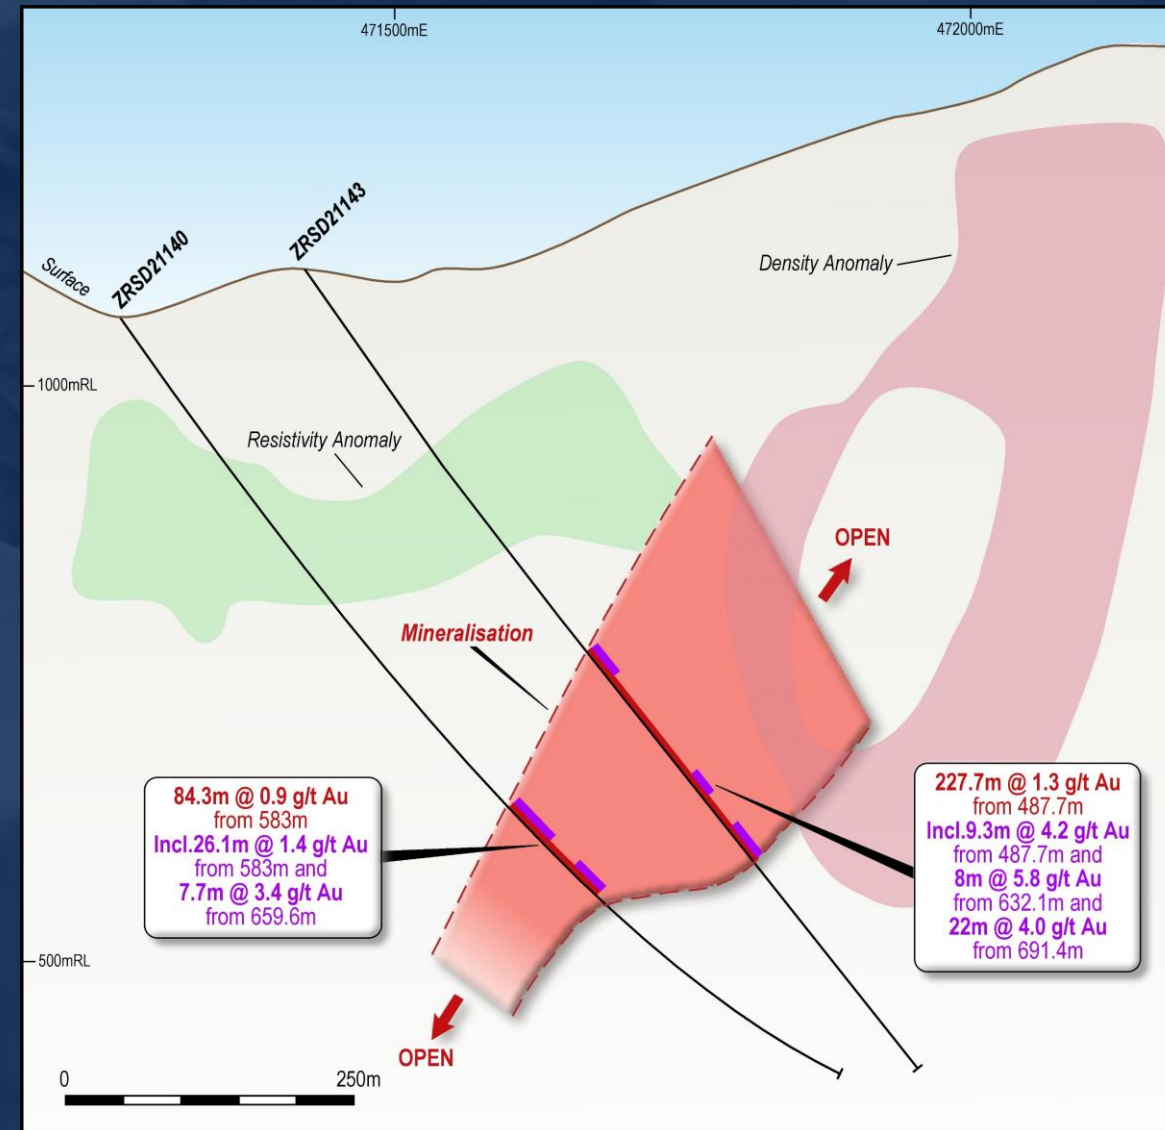 471500mE
472000mE
ZRSD21143
ZRSD21140
Surface
Density Anomaly
1000mRL
Resistivity Anomaly
OPEN
Mineralisation
84.3m @ 0.9 g/t Au
from 583m
Incl.26.1m @ 1.4 g/t Au
from 583m and
7.7m @ 3.4 g/t Au
from 659.6m
227.7m @ 1.3 g/t Au
from 487.7m
Incl.9.3m @ 4.2 g/t Au
from 487.7m and
8m @ 5.8 g/t Au
from 632.1m and
22m @ 4.0 g/t Au
from 691.4m
500mRL
OPEN
0
250m